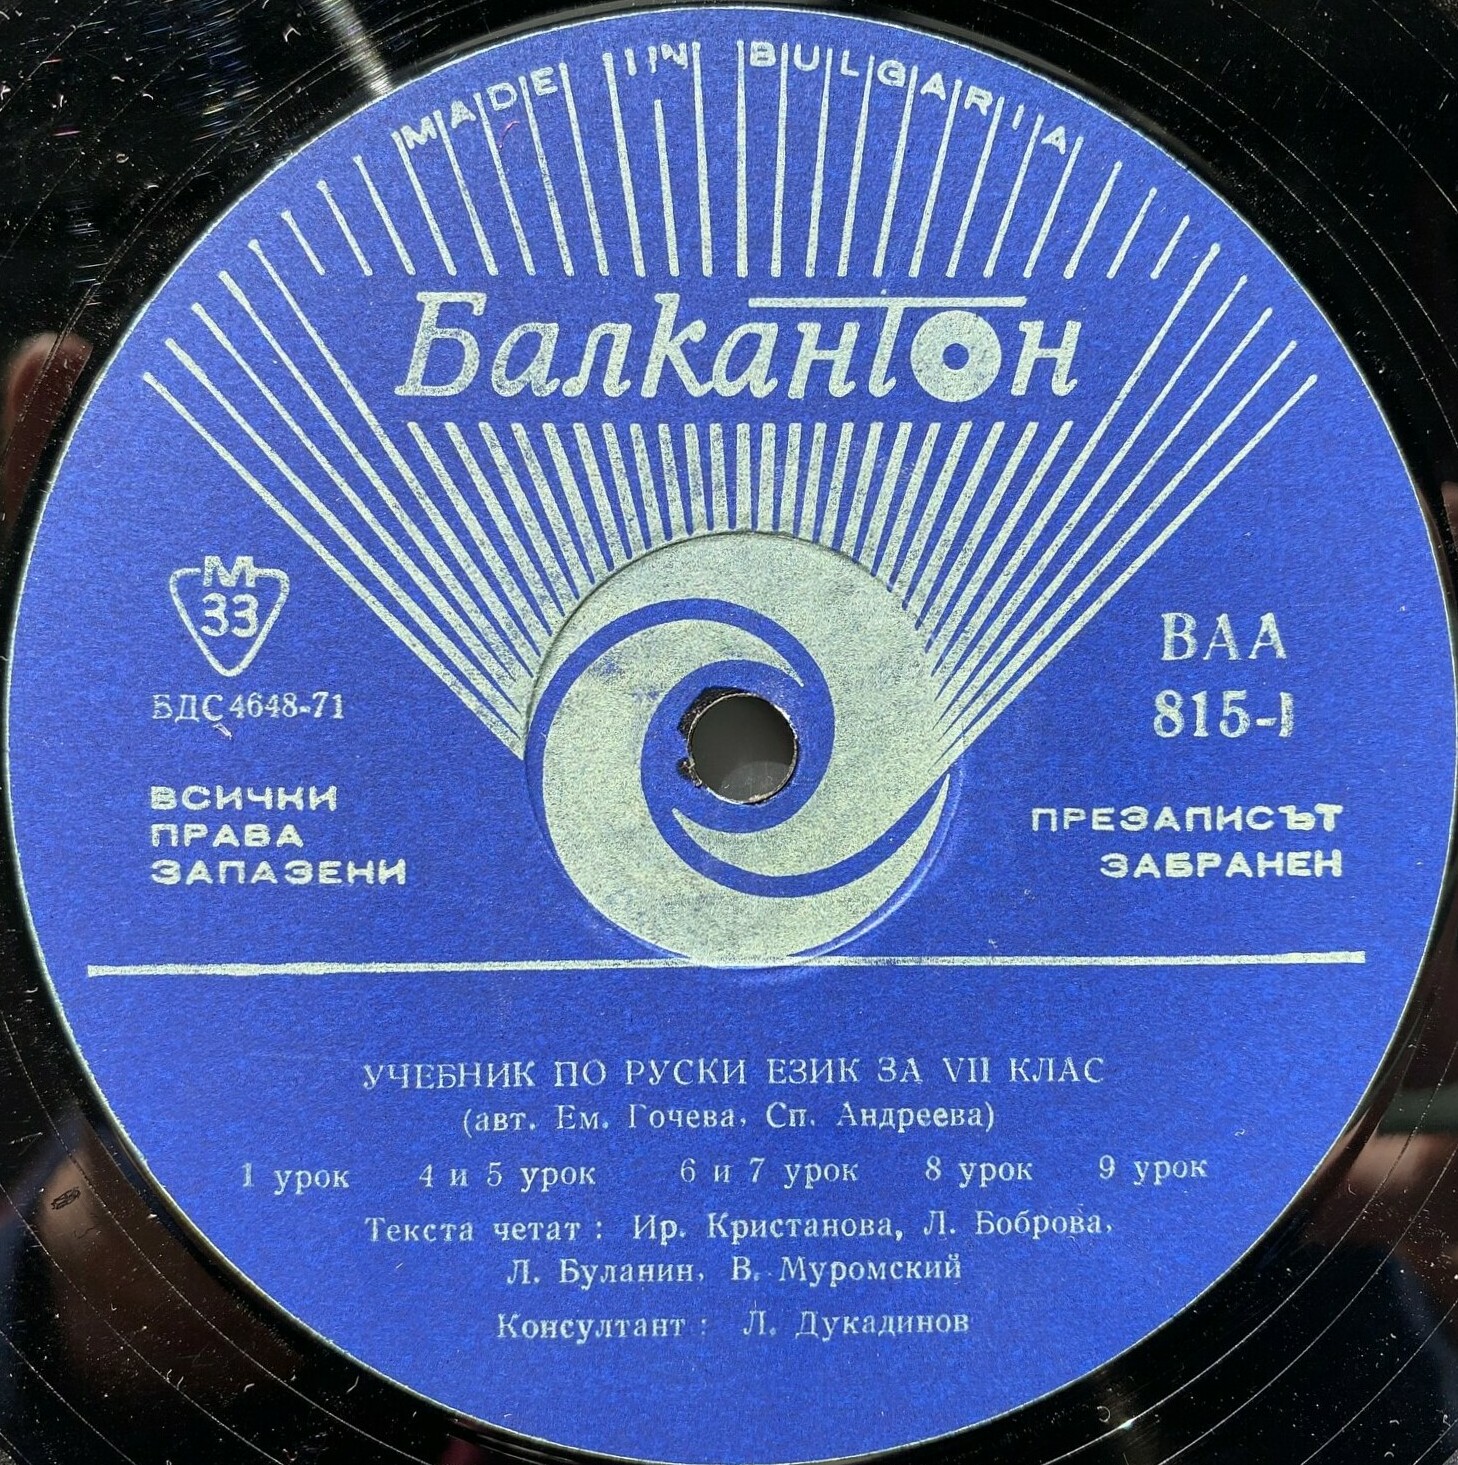 MADE IN BULGARIA
Балкантон
М
33
БДС 4648-71
ВСИЧКИ
ПРАВА
ЗАПАЗЕНИ
ВАА
815-I
ПРЕЗАПИСЪТ
ЗАБРАНЕН
УЧЕБНИК ПО РУСКИ ЕЗИК ЗА VII КЛАС
(авт. Ем. Гочева, Сп. Андреева)
1 урок 4 и 5 урок 6 и 7 урок 8 урок 9 урок
Текста четат : Ир. Кристанова, Л. Боброва,
Л. Буланин, В. Муромский
Консултант : Л. Дукадинов